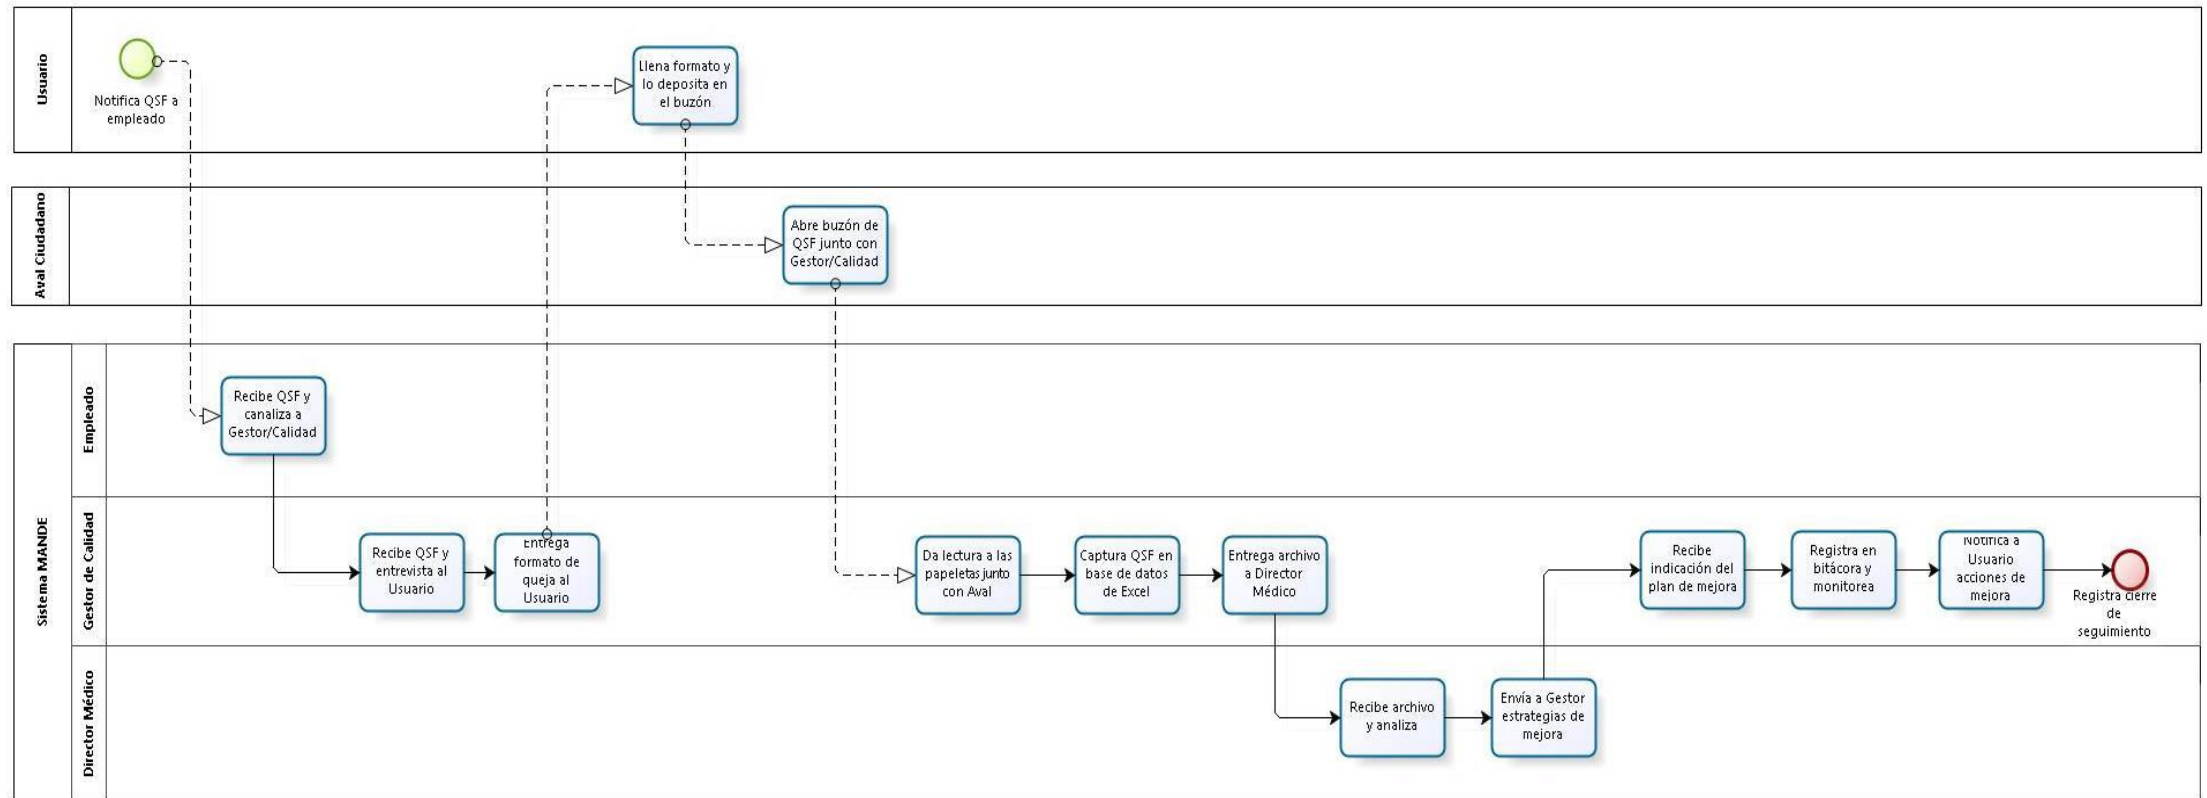 Usuario
Notifica QSF a
empleado
Llena formato y
lo deposita en
el buzón
Aval Ciudadano
Abre buzón de
QSF junto con
Gestor/Calidad
Sistema MANDE
Empleado
Recibe QSF y
canaliza a
Gestor/Calidad
Gestor de Calidad
Recibe QSF y
entrevista al
Usuario
Entrega
formato de
queja al
Usuario
Da lectura a las
papeletas junto
con Aval
Captura QSF en
base de datos
de Excel
Entrega archivo
a Director
Médico
Recibe
indicación del
plan de mejora
Registra en
bitácora y
monitorea
Notifica a
Usuario
acciones de
mejora
Registra cierre
de
seguimiento
Director Médico
Recibe archivo
y analiza
Envía a Gestor
estrategias de
mejora